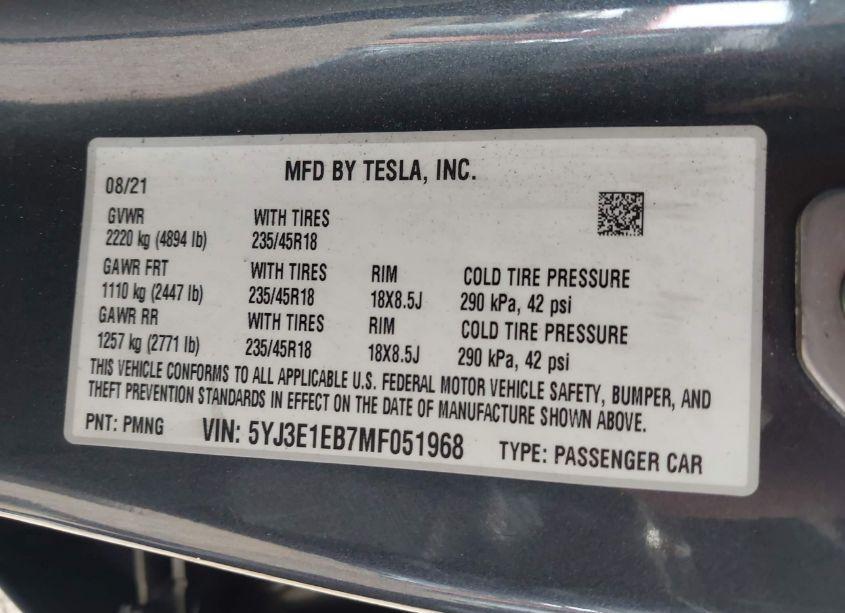 MFD BY TESLA, INC.
08/21
GVWR WITH TIRES
2220 kg (4894 lb) 235/45R18
GAWR FRT WITH TIRES RIM COLD TIRE PRESSURE
1110 kg (2447 lb) 235/45R18 18X8.5J 290 kPa, 42 psi
GAWR RR WITH TIRES RIM COLD TIRE PRESSURE
1257 kg (2771 lb) 235/45R18 18X8.5J 290 kPa, 42 psi
THIS VEHICLE CONFORMS TO ALL APPLICABLE U.S. FEDERAL MOTOR VEHICLE SAFETY, BUMPER, AND
THEFT PREVENTION STANDARDS IN EFFECT ON THE DATE OF MANUFACTURE SHOWN ABOVE.
PNT: PMNG VIN: 5YJ3E1EB7MF051968 TYPE: PASSENGER CAR